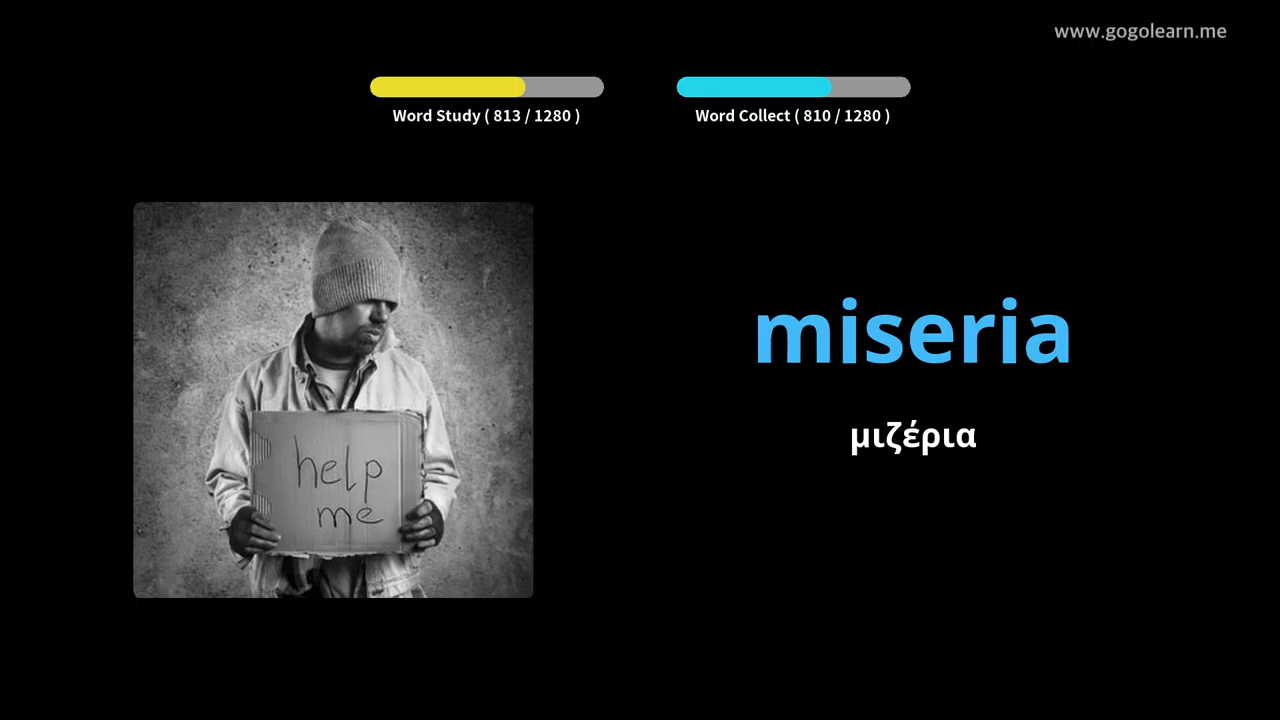 www.gogolearn.me
Word Study ( 813 / 1280 )
Word Collect ( 810 / 1280 )
help
me
miseria
μιζέρια